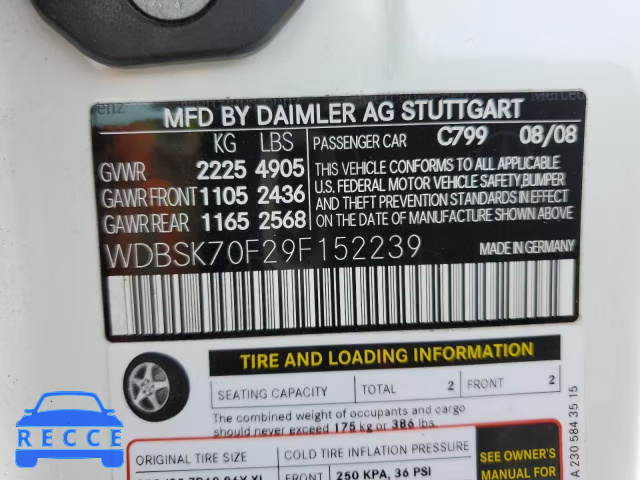 MFD BY DAIMLER AG STUTTGART
KG LBS PASSENGER CAR C799 08/08
GVWR 2225 4905
GAWR FRONT 1105 2436
GAWR REAR 1165 2568
THIS VEHICLE CONFORMS TO ALL APPLICABLE
U.S. FEDERAL MOTOR VEHICLE SAFETY, BUMPER
AND THEFT PREVENTION STANDARDS IN EFFECT
ON THE DATE OF MANUFACTURE SHOWN ABOVE.
WDBSK70F29F152239
MADE IN GERMANY
TIRE AND LOADING INFORMATION
SEATING CAPACITY TOTAL 2 FRONT 2
The combined weight of occupants and cargo
should never exceed 175 kg or 386 lbs.
ORIGINAL TIRE SIZE COLD TIRE INFLATION PRESSURE
FRONT 250 KPA, 36 PSI
SEE OWNER'S
MANUAL FOR
A 230 584 35 15
RECCE